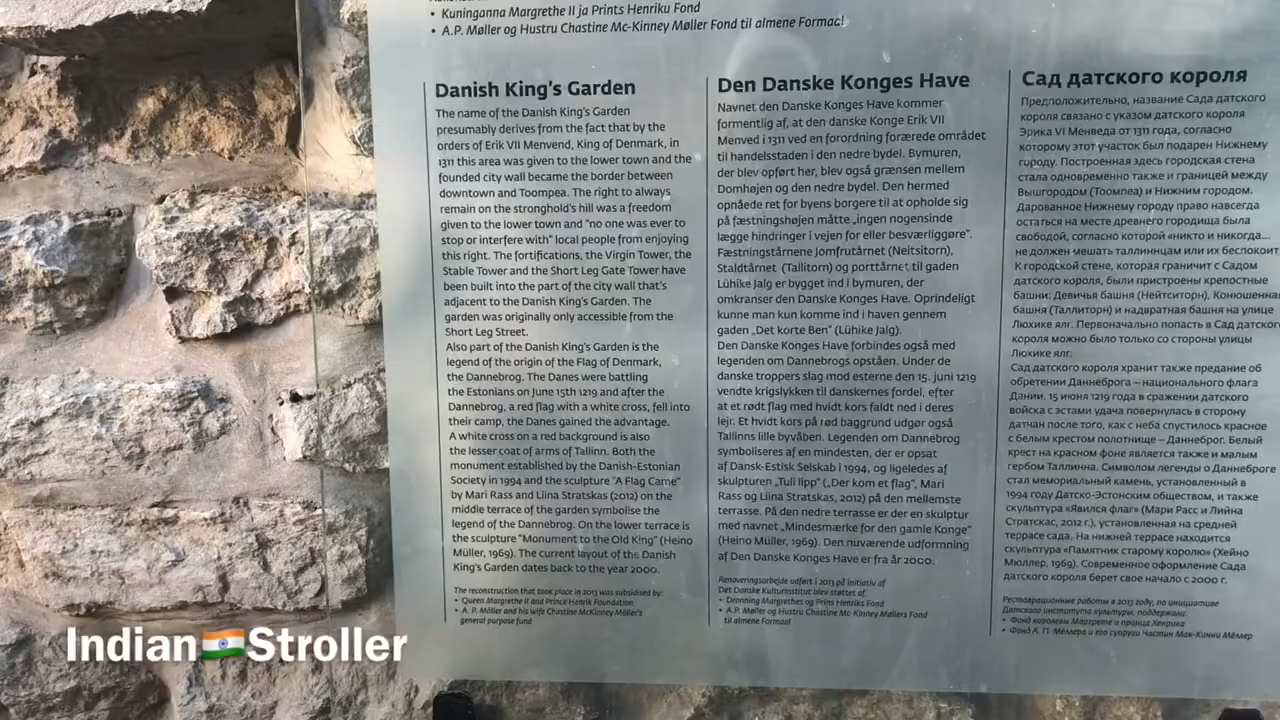 • Kuninganna Margrethe II ja Prints Henriku Fond
• A.P. Møller og Hustru Chastine Mc-Kinney Møller Fond til almene Formaal
Danish King's Garden
The name of the Danish King's Garden
presumably derives from the fact that by the
orders of Erik VII Menvend, King of Denmark, in
1311 this area was given to the lower town and the
founded city wall became the border between
downtown and Toompea. The right to always
remain on the stronghold's hill was a freedom
given to the lower town and "no one was ever to
stop or interfere with" local people from enjoying
this right. The fortifications, the Virgin Tower, the
Stable Tower and the Short Leg Gate Tower have
been built into the part of the city wall that's
adjacent to the Danish King's Garden. The
garden was originally only accessible from the
Short Leg Street.
Also part of the Danish King's Garden is the
legend of the origin of the Flag of Denmark,
the Dannebrog. The Danes were battling
the Estonians on June 15th 1219 and after the
Dannebrog, a red flag with a white cross, fell into
their camp, the Danes gained the advantage.
A white cross on a red background is also
the lesser coat of arms of Tallinn. Both the
monument established by the Danish-Estonian
Society in 1994 and the sculpture "A Flag Came"
by Mari Rass and Liina Stratskas (2012) on the
middle terrace of the garden symbolise the
legend of the Dannebrog. On the lower terrace is
the sculpture "Monument to the Old King" (Heino
Müller, 1969). The current layout of the Danish
King's Garden dates back to the year 2000.
The reconstruction that took place in 2013 was subsidised by:
• Queen Margrethe II and Prince Henrik Foundation
• A. P. Möller and his wife Chastine McKinney Möller's
general purpose fund
Den Danske Konges Have
Navnet den Danske Konges Have kommer
formentlig af, at den danske Konge Erik VII
Menved i 1311 ved en forordning forærede området
til handelsstaden i den nedre bydel. Bymuren,
der blev opført her, blev også grænsen mellem
Domhøjen og den nedre bydel. Den hermed
opnåede ret for byens borgere til at opholde sig
på fæstningshøjen måtte „ingen nogensinde
lægge hindringer i vejen for eller besværliggøre".
Fæstningstårnene Jomfrutårnet (Neitsitorn),
Staldtårnet (Tallitorn) og porttårnet til gaden
Lühike Jalg er bygget ind i bymuren, der
omkranser den Danske Konges Have. Oprindeligt
kunne man kun komme ind i haven gennem
gaden „Det korte Ben" (Lühike Jalg).
Den Danske Konges Have forbindes også med
legenden om Dannebrogs opståen. Under de
danske troppers slag mod esterne den 15. juni 1219
vendte krigslykken til danskernes fordel, efter
at et rødt flag med hvidt kors faldt ned i deres
lejr. Et hvidt kors på rød baggrund udgør også
Tallinns lille byvåben. Legenden om Dannebrog
symboliseres af en mindesten, der er opsat
af Dansk-Estisk Selskab i 1994, og ligeledes af
skulpturen „Tuli lipp" („Der kom et flag", Mari
Rass og Liina Stratskas, 2012) på den mellemste
terrasse. På den nedre terrasse er der en skulptur
med navnet „Mindesmærke for den gamle Konge"
(Heino Müller, 1969). Den nuværende udformning
af Den Danske Konges Have er fra år 2000.
Renoveringsarbejde udført i 2013 på initiativ af
Det Danske Kulturinstitut blev støttet af:
• Dronning Margrethes og Prins Henriks Fond
• A.P. Møller og Hustru Chastine Mc-Kinney Møllers Fond
til almene Formaal
Сад датского короля
Предположительно, название Сада датского
короля связано с указом датского короля
Эрика VI Менведа от 1311 года, согласно
которому этот участок был подарен Нижнему
городу. Построенная здесь городская стена
стала одновременно также и границей между
Вышгородом (Тоомпеа) и Нижним городом.
Дарованное Нижнему городу право навсегда
остаться на месте древнего городища была
свободой, согласно которой «никто и никогда...
не должен мешать таллиннцам или их беспокоит
К городской стене, которая граничит с Садом
датского короля, были пристроены крепостные
башни: Девичья башня (Нейтситорн), Конюшенна
башня (Таллиторн) и надвратная башня на улице
Люхике ялг. Первоначально попасть в Сад датског
короля можно было только со стороны улицы
Люхике ялг.
Сад датского короля хранит также предание об
обретении Даннеброга – национального флага
Дании. 15 июня 1219 года в сражении датского
войска с эстами удача повернулась в сторону
датчан после того, как с неба спустилось красное
с белым крестом полотнище – Даннеброг. Белый
крест на красном фоне является также и малым
гербом Таллинна. Символом легенды о Даннеброге
стал мемориальный камень, установленный в
1994 году Датско-Эстонским обществом, и также
скульптура «Явился флаг» (Мари Расс и Лийна
Стратскас, 2012 г.), установленная на средней
террасе сада. На нижней террасе находится
скульптура «Памятник старому королю» (Хейно
Мюллер, 1969). Современное оформление Сада
датского короля берет свое начало с 2000 г.
Реставрационные работы в 2013 году, по инициативе
Датского института культуры, поддержали:
• Фонд королевы Маргрете и принца Хенрика
• Фонд А. П. Мёллера и его супруги Частин Мак-Кинни Мёллер
Indian Stroller